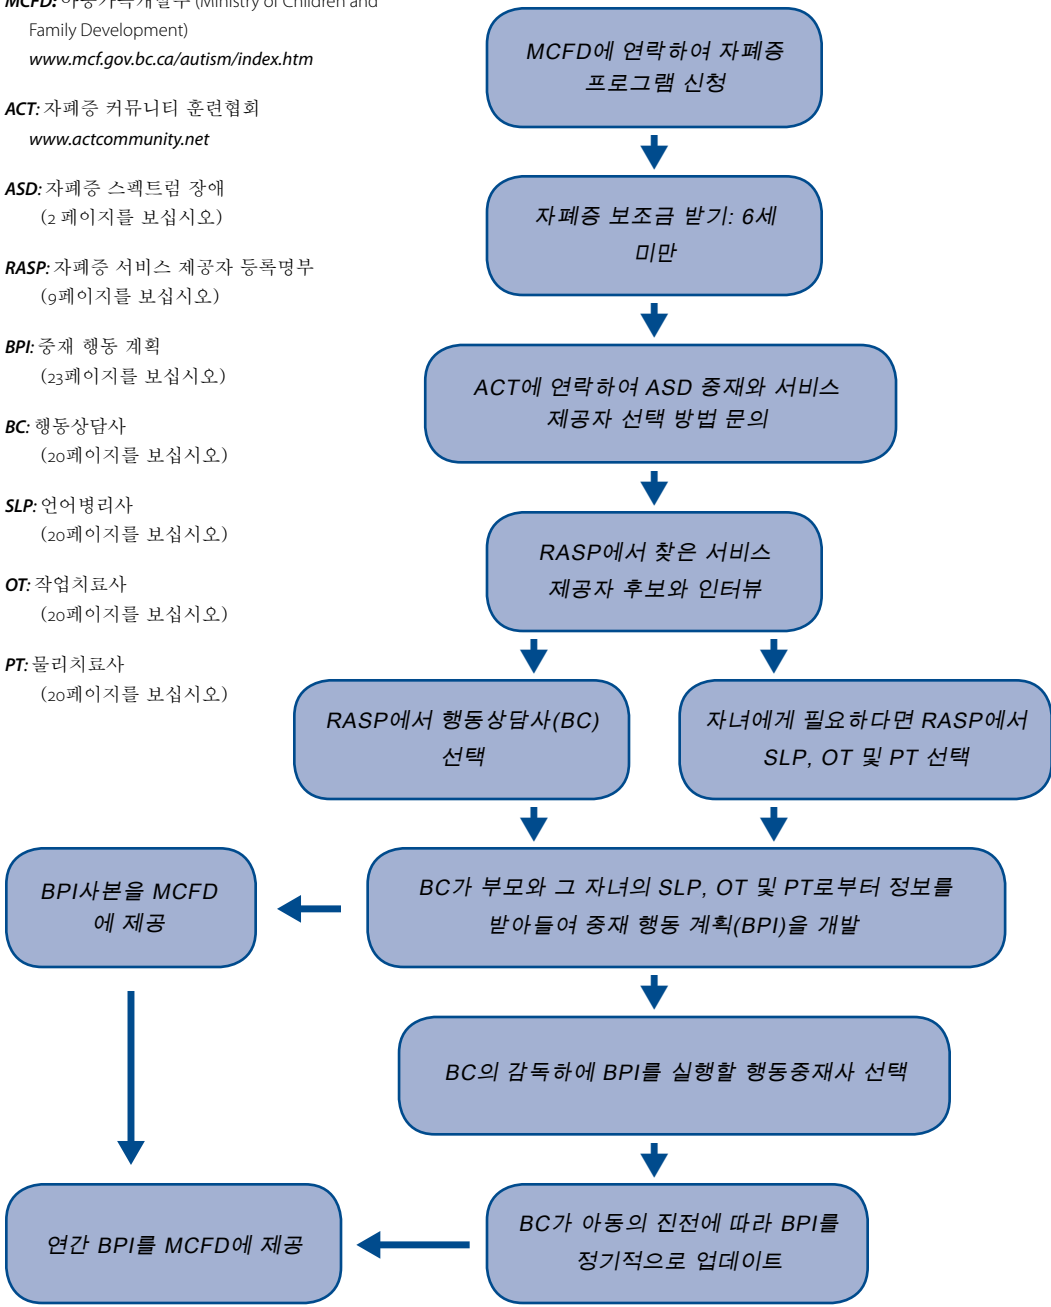 MCFD: 아동가족개발부 (Ministry of Children and
Family Development)
www.mcf.gov.bc.ca/autism/index.htm
ACT: 자폐증 커뮤니티 훈련협회
www.actcommunity.net
ASD: 자폐증 스펙트럼 장애
(2 페이지를 보십시오)
RASP: 자폐증 서비스 제공자 등록명부
(9페이지를 보십시오)
BPI: 중재 행동 계획
(23페이지를 보십시오)
BC: 행동상담사
(20페이지를 보십시오)
SLP: 언어병리사
(20페이지를 보십시오)
OT: 작업치료사
(20페이지를 보십시오)
PT: 물리치료사
(20페이지를 보십시오)
MCFD에 연락하여 자폐증
프로그램 신청
자폐증 보조금 받기: 6세
미만
ACT에 연락하여 ASD 중재와 서비스
제공자 선택 방법 문의
RASP에서 찾은 서비스
제공자 후보와 인터뷰
RASP에서 행동상담사(BC)
선택
자녀에게 필요하다면 RASP에서
SLP, OT 및 PT 선택
BC가 부모와 그 자녀의 SLP, OT 및 PT로부터 정보를
받아들여 중재 행동 계획(BPI)을 개발
BPI사본을 MCFD
에 제공
BC의 감독하에 BPI를 실행할 행동중재사 선택
BC가 아동의 진전에 따라 BPI를
정기적으로 업데이트
연간 BPI를 MCFD에 제공